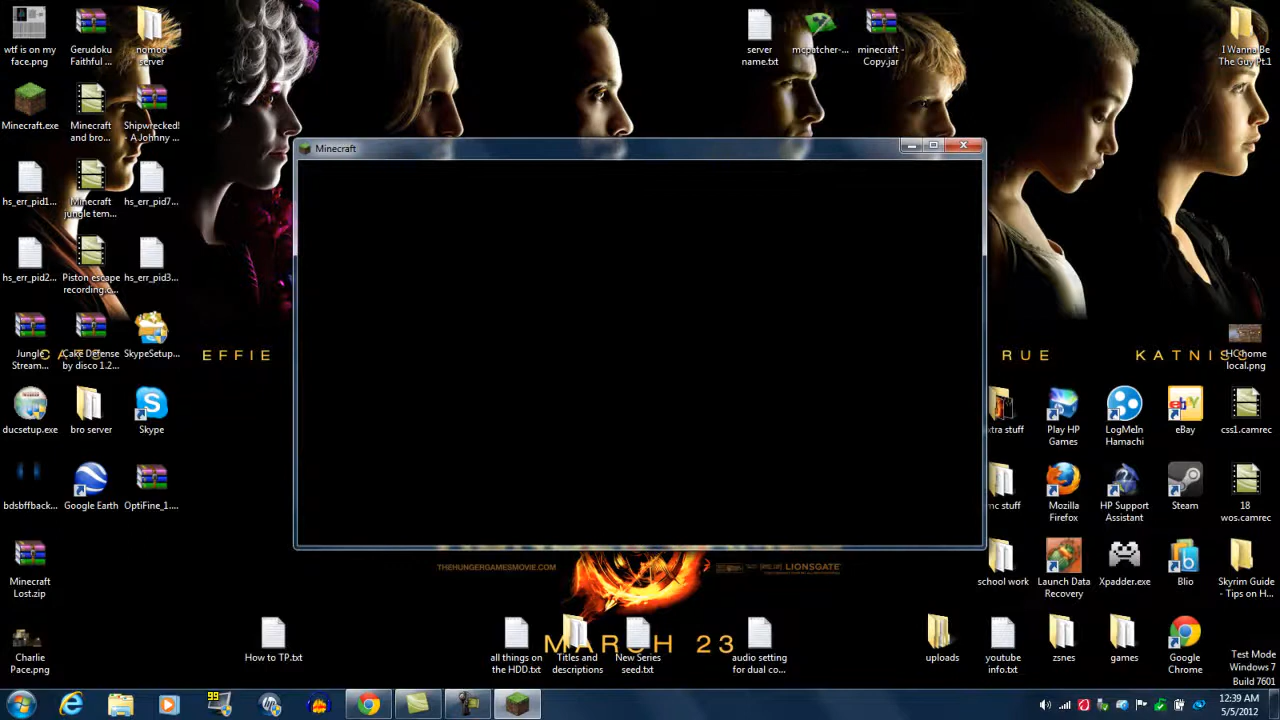 wtf is on my
face.png
Gerudoku
Faithful ...
nomod
server
server
name.txt
mcpatcher-...
minecraft -
Copy.jar
I Wanna Be
The Guy Pt.1
Minecraft.exe
Minecraft
and bro...
Shipwrecked!
- A Johnny ...
Minecraft
hs_err_pid1...
Minecraft
jungle tem...
hs_err_pid7...
hs_err_pid2...
Piston escape
recording.c...
hs_err_pid3...
Jungle
Stream...
Cake Defense
by disco 1.2...
SkypeSetup...
EFFIE
RUE
KATNISS
HC home
local.png
ducsetup.exe
bro server
Skype
xtra stuff
Play HP
Games
LogMeIn
Hamachi
eBay
css1.camrec
bdsbffback...
Google Earth
OptiFine_1....
mc stuff
Mozilla
Firefox
HP Support
Assistant
Steam
18
wos.camrec
Minecraft
Lost.zip
THEHUNGERGAMESMOVIE.COM
LIONSGATE
school work
Launch Data
Recovery
Xpadder.exe
Blio
Skyrim Guide
- Tips on H...
MARCH 23
Charlie
Pace.png
How to TP.txt
all things on
the HDD.txt
Titles and
descriptions
New Series
seed.txt
audio setting
for dual co...
uploads
youtube
info.txt
zsnes
games
Google
Chrome
Test Mode
Windows 7
Build 7601
99
12:39 AM
5/5/2012